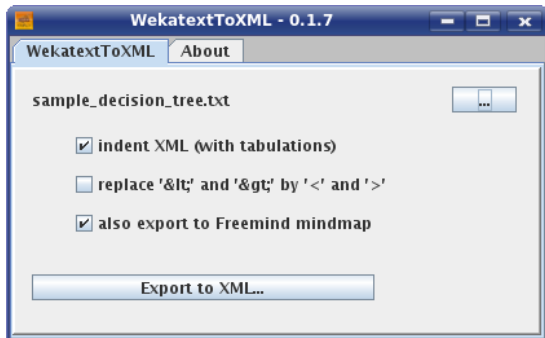 WekatextToXML - 0.1.7
WekatextToXML About
sample_decision_tree.txt ...
indent XML (with tabulations)
replace '&lt;' and '&gt;' by '<' and '>'
also export to Freemind mindmap
Export to XML...